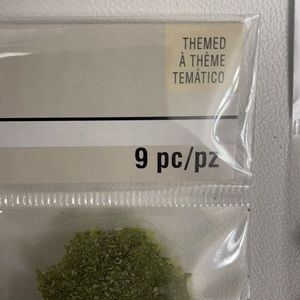 THEMED
À THÈME
TEMÁTICO
9 pc/pz